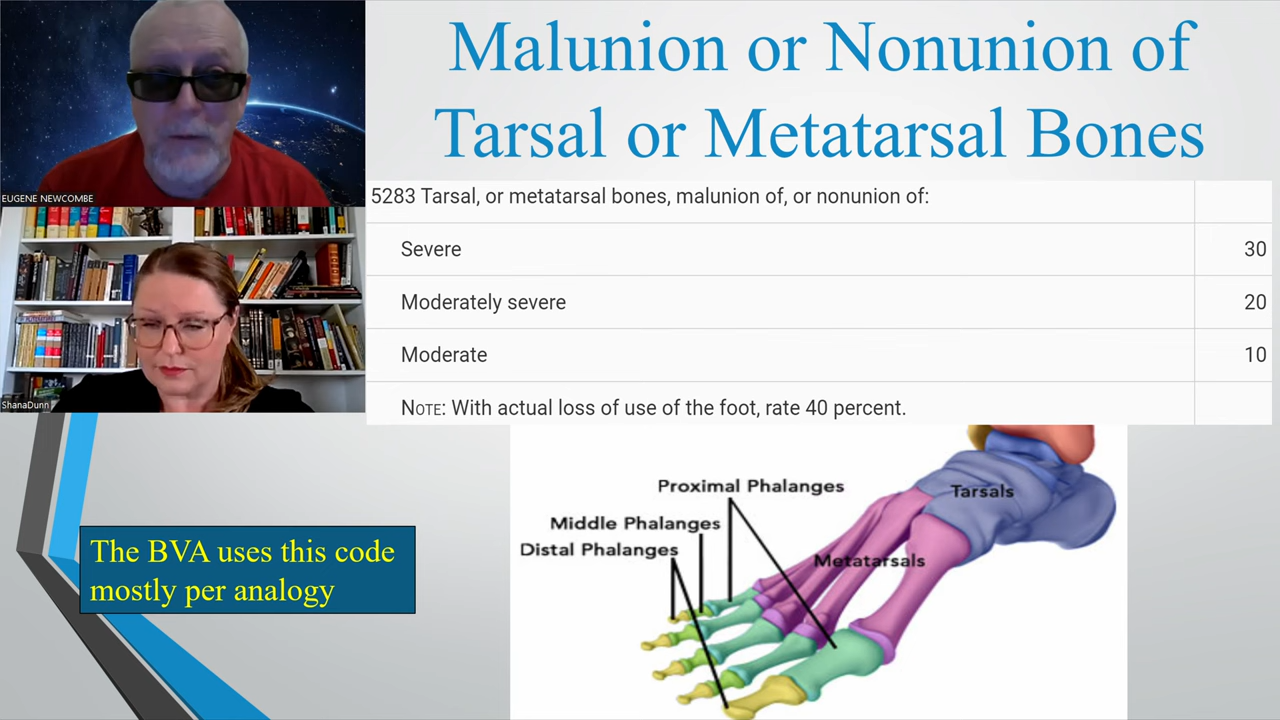 Malunion or Nonunion of
Tarsal or Metatarsal Bones
EUGENE NEWCOMBE
ShanaDunn
5283 Tarsal, or metatarsal bones, malunion of, or nonunion of:
Severe 30
Moderately severe 20
Moderate 10
NOTE: With actual loss of use of the foot, rate 40 percent.
Proximal Phalanges
Tarsals
Middle Phalanges
Distal Phalanges
Metatarsals
The BVA uses this code
mostly per analogy